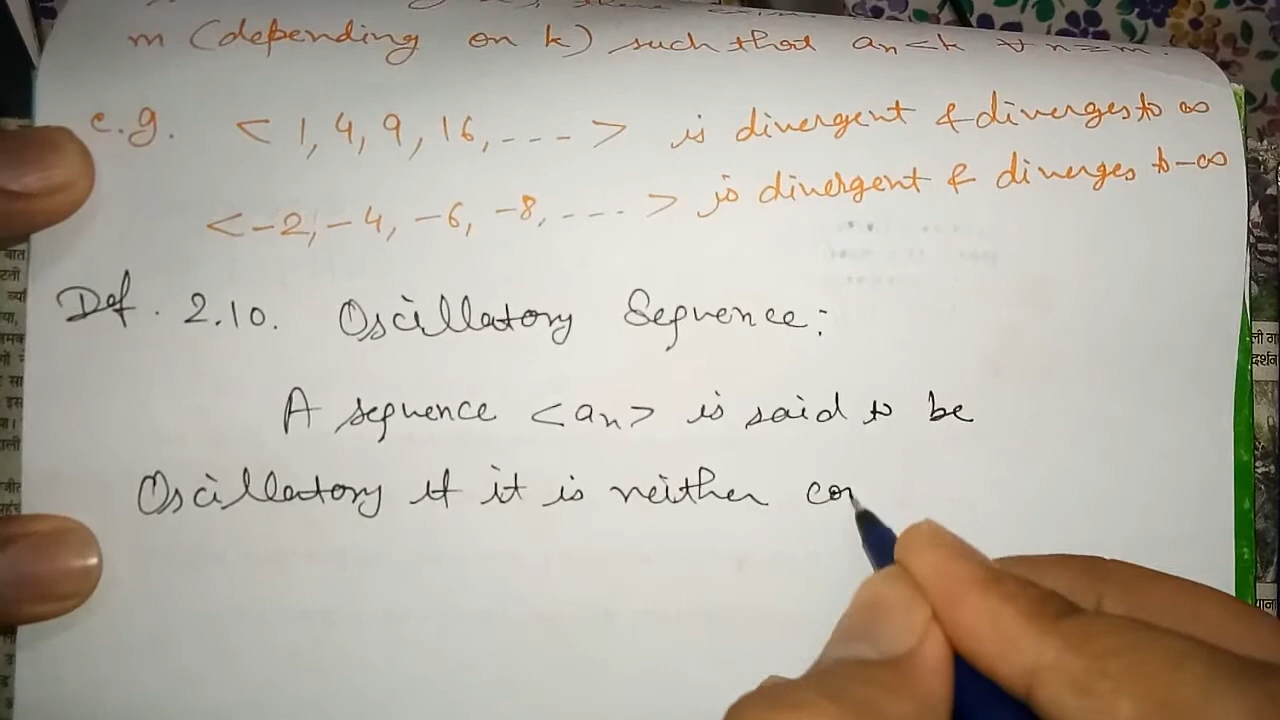 m (depending on k) such that an < k ∀ n ≥ m.
e.g. < 1, 4, 9, 16, ---- > is divergent & diverges to ∞
< -2, -4, -6, -8, ---- > is divergent & diverges to -∞
Def. 2.10. Oscillatory Sequence:
A sequence <an> is said to be
Oscillatory if it is neither con